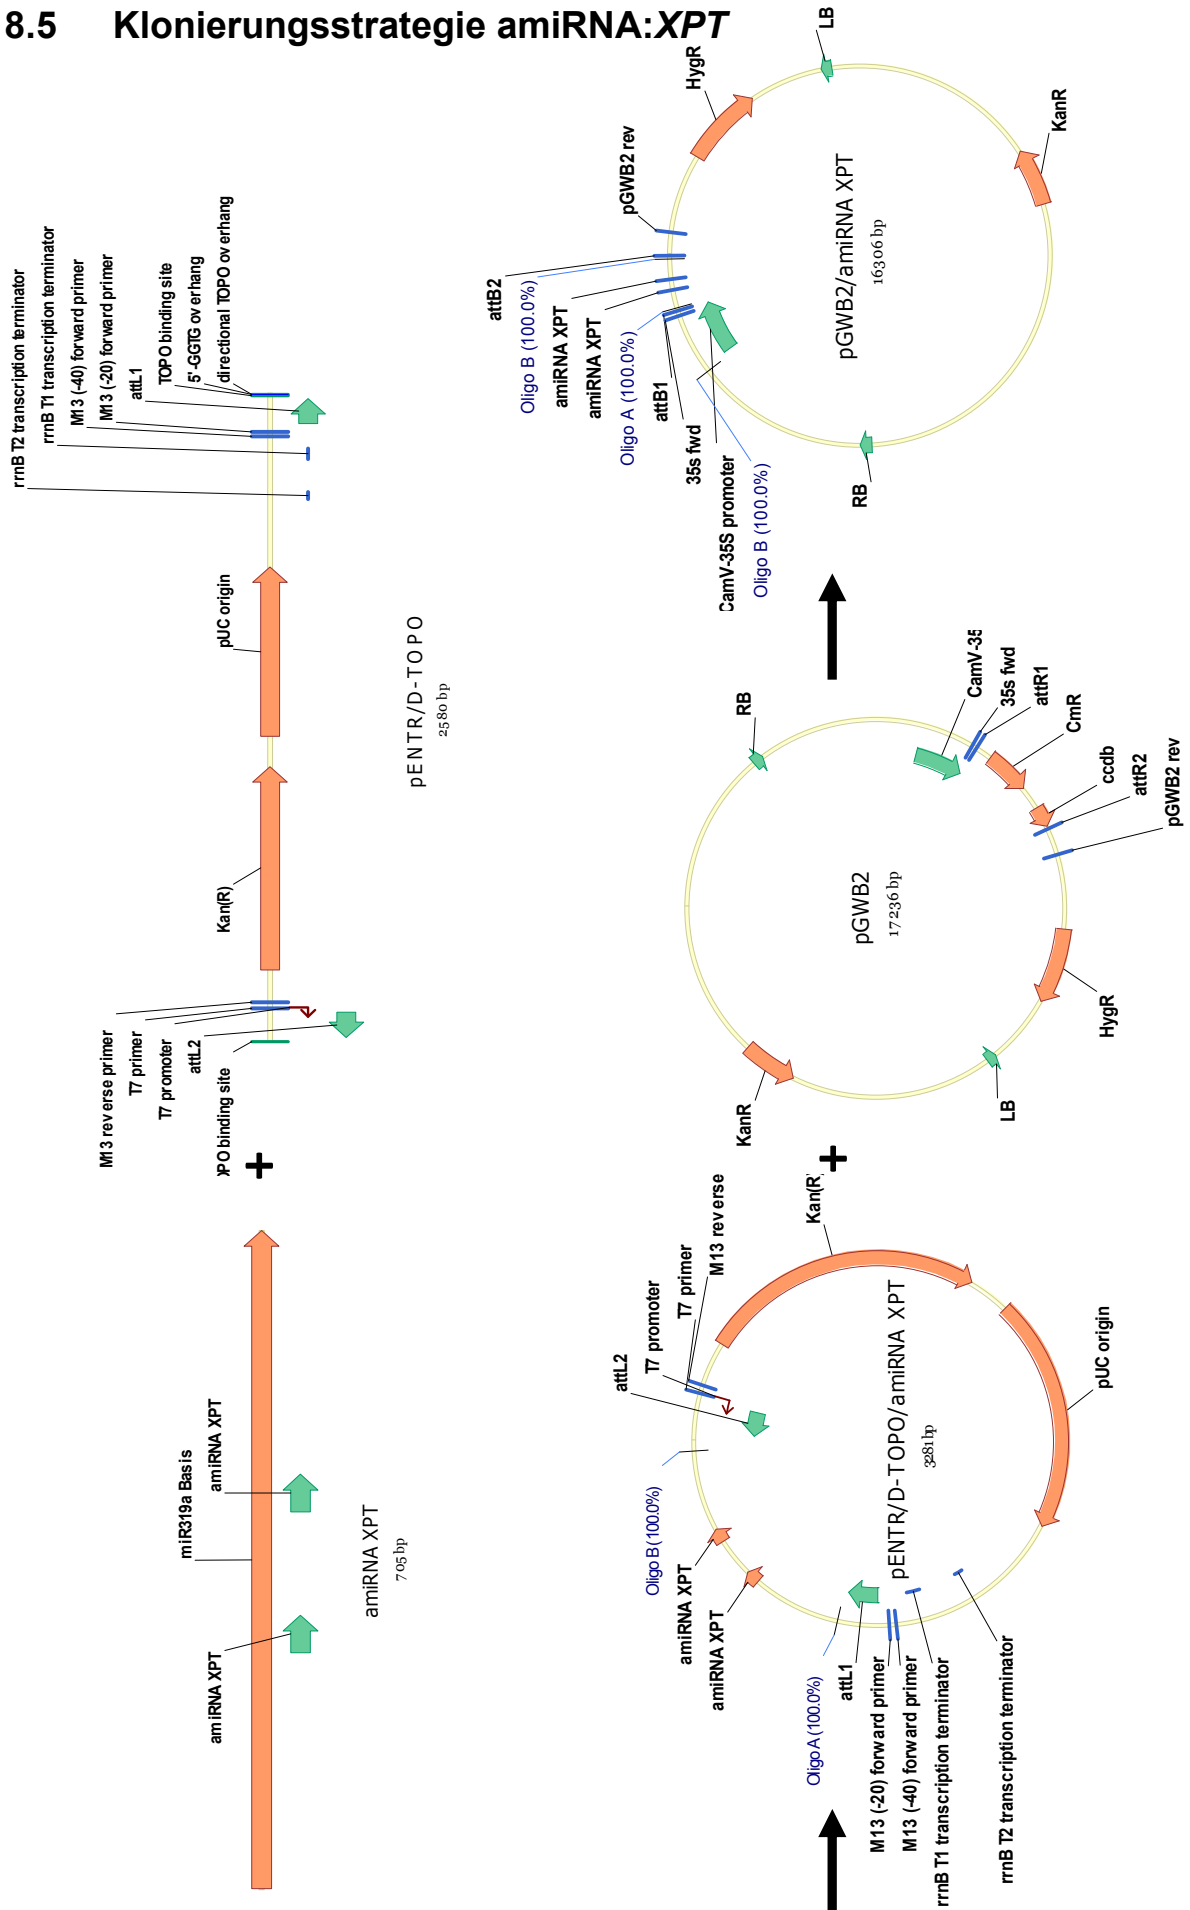 8.5 Klonierungsstrategie amiRNA:XPT
amiRNA XPT
miR319a Basis
amiRNA XPT
amiRNA XPT
705 bp
+
M13 reverse primer
T7 primer
T7 promoter
attL2
PO binding site
Kan(R)
pUC origin
rrnB T2 transcription terminator
rrnB T1 transcription terminator
M13 (-40) forward primer
M13 (-20) forward primer
attL1
TOPO binding site
5'-GGTG overhang
directional TOPO overhang
pENTR/D-TOPO
2580 bp
attL2
T7 promoter
T7 primer
M13 reverse
Kan(R
pUC origin
Oligo B (100.0%)
amiRNA XPT
amiRNA XPT
Oligo A (100.0%)
attL1
M13 (-20) forward primer
M13 (-40) forward primer
rrnB T1 transcription terminator
rrnB T2 transcription terminator
pENTR/D-TOPO/amiRNA XPT
3281 bp
+
KanR
RB
CamV-35
35s fwd
attR1
CmR
ccdb
attR2
pGWB2 rev
HygR
LB
pGWB2
17236 bp
attB2
Oligo B (100.0%)
amiRNA XPT
amiRNA XPT
Oligo A (100.0%)
attB1
35s fwd
CamV-35S promoter
Oligo B (100.0%)
pGWB2 rev
HygR
LB
KanR
RB
pGWB2/amiRNA XPT
16306 bp